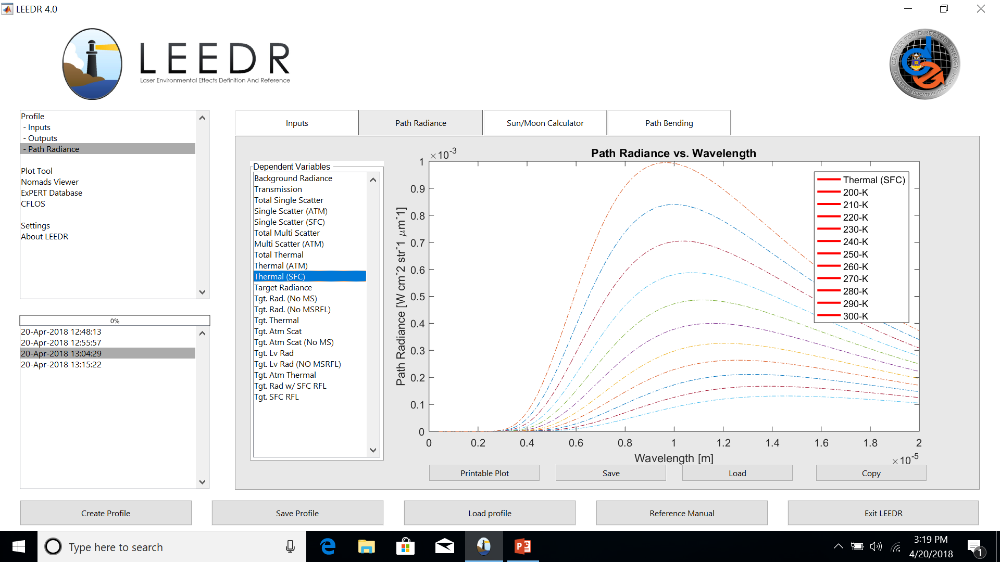 LEEDR 4.0
LEEDR
Laser Environmental Effects Definition And Reference
CENTER FOR DIRECTED ENERGY
RESEARCH EDUCATION INNOVATION
Profile
- Inputs
- Outputs
- Path Radiance
Plot Tool
Nomads Viewer
ExPERT Database
CFLOS
Settings
About LEEDR
0%
20-Apr-2018 12:48:13
20-Apr-2018 12:55:57
20-Apr-2018 13:04:29
20-Apr-2018 13:15:22
Inputs
Path Radiance
Sun/Moon Calculator
Path Bending
Dependent Variables
Background Radiance
Transmission
Total Single Scatter
Single Scatter (ATM)
Single Scatter (SFC)
Total Multi Scatter
Multi Scatter (ATM)
Total Thermal
Thermal (ATM)
Thermal (SFC)
Target Radiance
Tgt. Rad. (No MS)
Tgt. Rad. (No MSRFL)
Tgt. Thermal
Tgt. Atm Scat
Tgt. Atm Scat (No MS)
Tgt. Lv Rad
Tgt. Lv Rad (NO MSRFL)
Tgt. Atm Thermal
Tgt. Rad w/ SFC RFL
Tgt. SFC RFL
×10⁻³
Path Radiance vs. Wavelength
1
0.9
0.8
0.7
0.6
0.5
0.4
0.3
0.2
0.1
0
Path Radiance [W cm⁻2 str⁻1 μm⁻1]
Thermal (SFC)
200-K
210-K
220-K
230-K
240-K
250-K
260-K
270-K
280-K
290-K
300-K
0 0.2 0.4 0.6 0.8 1 1.2 1.4 1.6 1.8 2
Wavelength [m]
×10⁻⁵
Printable Plot
Save
Load
Copy
Create Profile
Save Profile
Load profile
Reference Manual
Exit LEEDR
Type here to search
3:19 PM
4/20/2018
1